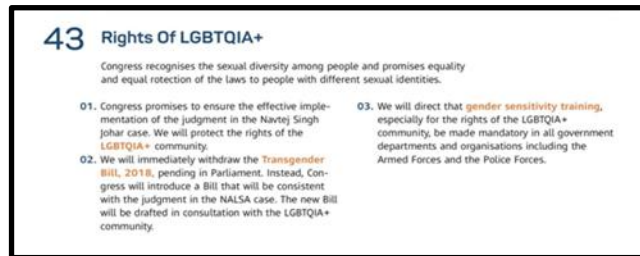 43 Rights Of LGBTQIA+
Congress recognises the sexual diversity among people and promises equality
and equal rotection of the laws to people with different sexual identities.
01. Congress promises to ensure the effective imple-
mentation of the judgment in the Navtej Singh
Johar case. We will protect the rights of the
LGBTQIA+ community.
02. We will immediately withdraw the Transgender
Bill, 2018, pending in Parliament. Instead, Con-
gress will introduce a Bill that will be consistent
with the judgment in the NALSA case. The new Bill
will be drafted in consultation with the LGBTQIA+
community.
03. We will direct that gender sensitivity training,
especially for the rights of the LGBTQIA+
community, be made mandatory in all government
departments and organisations including the
Armed Forces and the Police Forces.